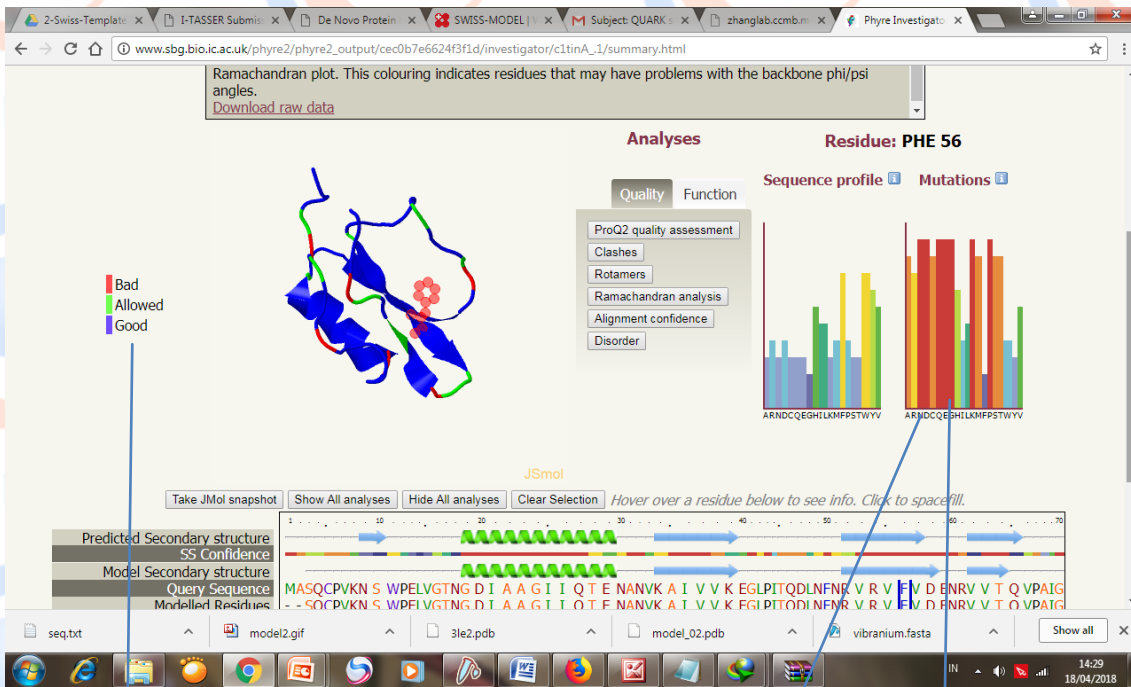 2-Swiss-Template
I-TASSER Submis
De Novo Protein
SWISS-MODEL | 
Subject: QUARK s
zhanglab.ccmb.m
Phyre Investigato
www.sbg.bio.ic.ac.uk/phyre2/phyre2_output/cec0b7e6624f3f1d/investigator/c1tinA_.1/summary.html
Ramachandran plot. This colouring indicates residues that may have problems with the backbone phi/psi
angles.
Download raw data
Analyses
Residue: PHE 56
Quality Function
Sequence profile i Mutations i
ProQ2 quality assessment
Clashes
Rotamers
Ramachandran analysis
Alignment confidence
Disorder
Bad
Allowed
Good
ARNDCQEGHILKMFPSTWYV ARNDCQEGHILKMFPSTWYV
JSmol
Take JMol snapshot Show All analyses Hide All analyses Clear Selection Hover over a residue below to see info. Click to spacefill.
1 . . . . . . . . 10 . . . . . . . . . 20 . . . . . . . . . 30 . . . . . . . . . 40 . . . . . . . . . 50 . . . . . . . . . 60 . . . . . . . . . 70
Predicted Secondary structure
SS Confidence
Model Secondary structure
Query Sequence MASQCPVKNSWPELVGTNGDIAAGIIQTENANVKAIVVKEGLPITQDLNFNRVRVFVDENRVVTQVPAIG
Modelled Residues --SQCPVKNSWPELVGTNGDIAAGIIQTENANVKAIVVKEGLPITQDLNFNRVRVFVDENRVVTQVPAIG
seq.txt
model2.gif
3le2.pdb
model_02.pdb
vibranium.fasta
Show all
IN
14:29
18/04/2018